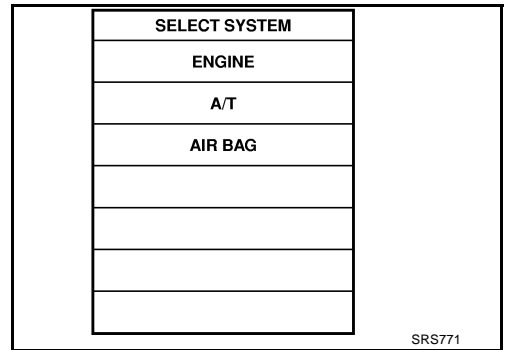 SELECT SYSTEM
ENGINE
A/T
AIR BAG
SRS771